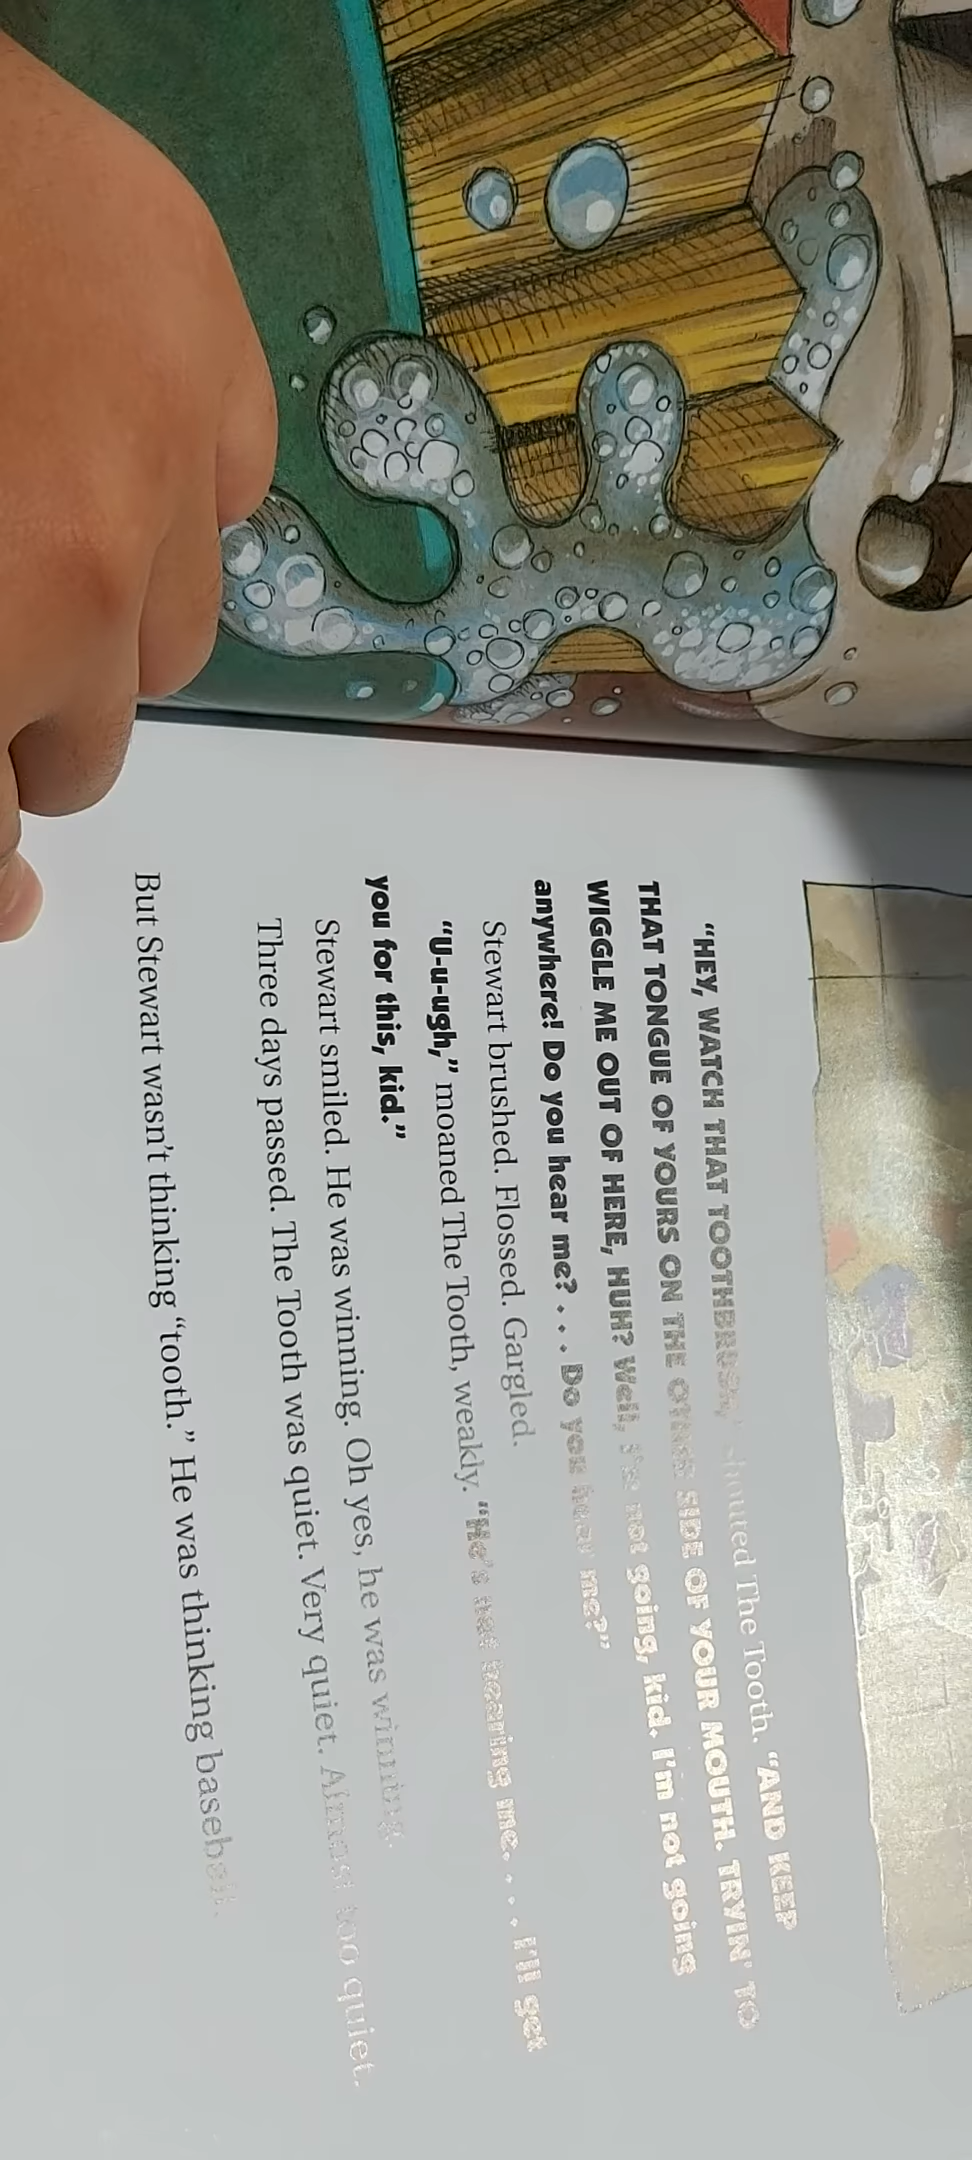 “HEY, WATCH THAT TOOTHBRUSH,” shouted The Tooth. “AND KEEP
THAT TONGUE OF YOURS ON THE OTHER SIDE OF YOUR MOUTH. TRYIN’ TO
WIGGLE ME OUT OF HERE, HUH? Well, I’m not going, kid. I’m not going
anywhere! Do you hear me? . . . Do you hear me?”
Stewart brushed. Flossed. Gargled.
“U-u-ugh,” moaned The Tooth, weakly. “He’s not hearing me. . . . I’ll get
you for this, kid.”
Stewart smiled. He was winning. Oh yes, he was winning.
Three days passed. The Tooth was quiet. Very quiet. Almost too quiet.
But Stewart wasn’t thinking “tooth.” He was thinking baseball.